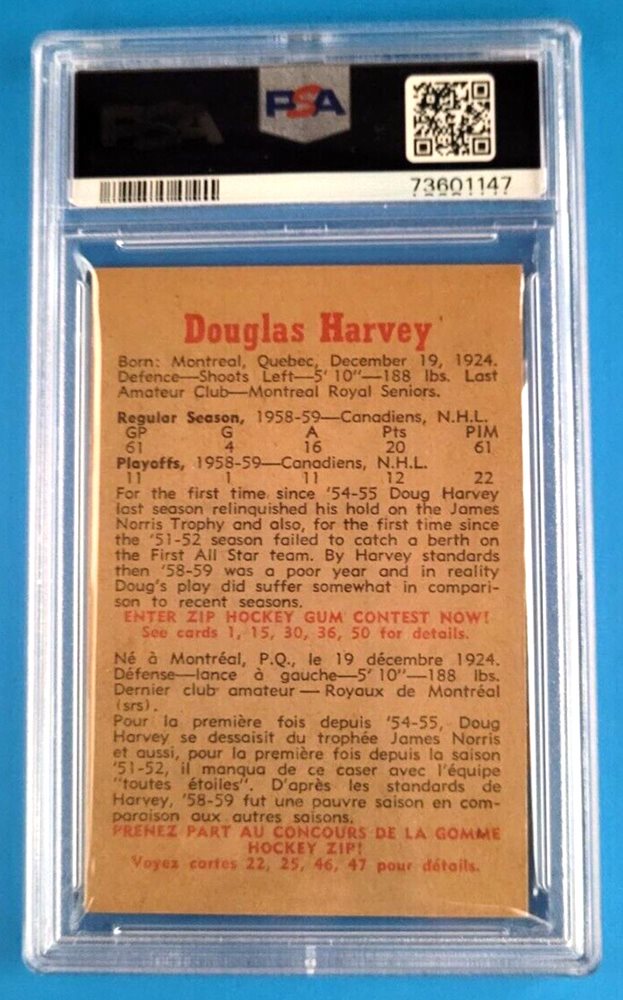 PSA
73601147
Douglas Harvey
Born: Montreal, Quebec, December 19, 1924.
Defence—Shoots Left—5' 10"—188 lbs. Last
Amateur Club—Montreal Royal Seniors.
Regular Season, 1958-59—Canadiens, N.H.L.
GP G A Pts PIM
61 4 16 20 61
Playoffs, 1958-59—Canadiens, N.H.L.
11 1 11 12 22
For the first time since '54-55 Doug Harvey
last season relinquished his hold on the James
Norris Trophy and also, for the first time since
the '51-52 season failed to catch a berth on
the First All Star team. By Harvey standards
then '58-59 was a poor year and in reality
Doug's play did suffer somewhat in compari-
son to recent seasons.
ENTER ZIP HOCKEY GUM CONTEST NOW!
See cards 1, 15, 30, 36, 50 for details.
Né à Montréal, P.Q., le 19 décembre 1924.
Défense—lance à gauche—5' 10"—188 lbs.
Dernier club amateur — Royaux de Montréal
(srs).
Pour la première fois depuis '54-55, Doug
Harvey se dessaisit du trophée James Norris
et aussi, pour la première fois depuis la saison
'51-52, il manqua de ce caser avec l'équipe
"toutes étoiles". D'après les standards de
Harvey, '58-59 fut une pauvre saison en com-
paraison aux autres saisons.
PRENEZ PART AU CONCOURS DE LA GOMME
HOCKEY ZIP!
Voyez cartes 22, 25, 46, 47 pour détails.